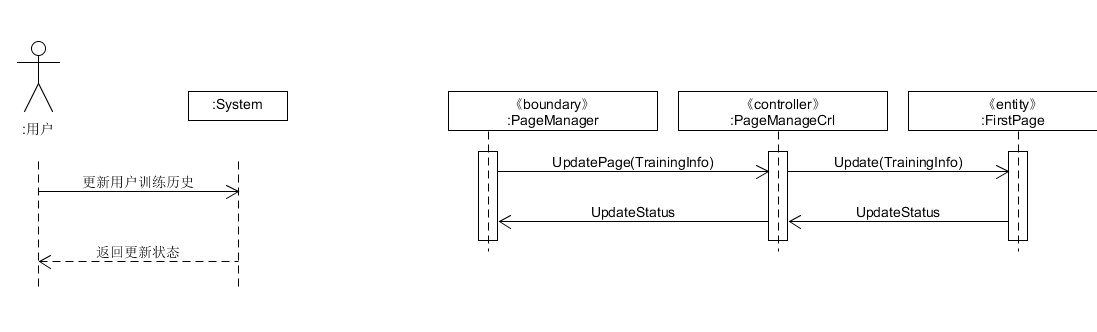 :用户
:System
更新用户训练历史
返回更新状态
《boundary》
:PageManager
《controller》
:PageManageCrl
《entity》
:FirstPage
UpdatePage(TrainingInfo)
Update(TrainingInfo)
UpdateStatus
UpdateStatus